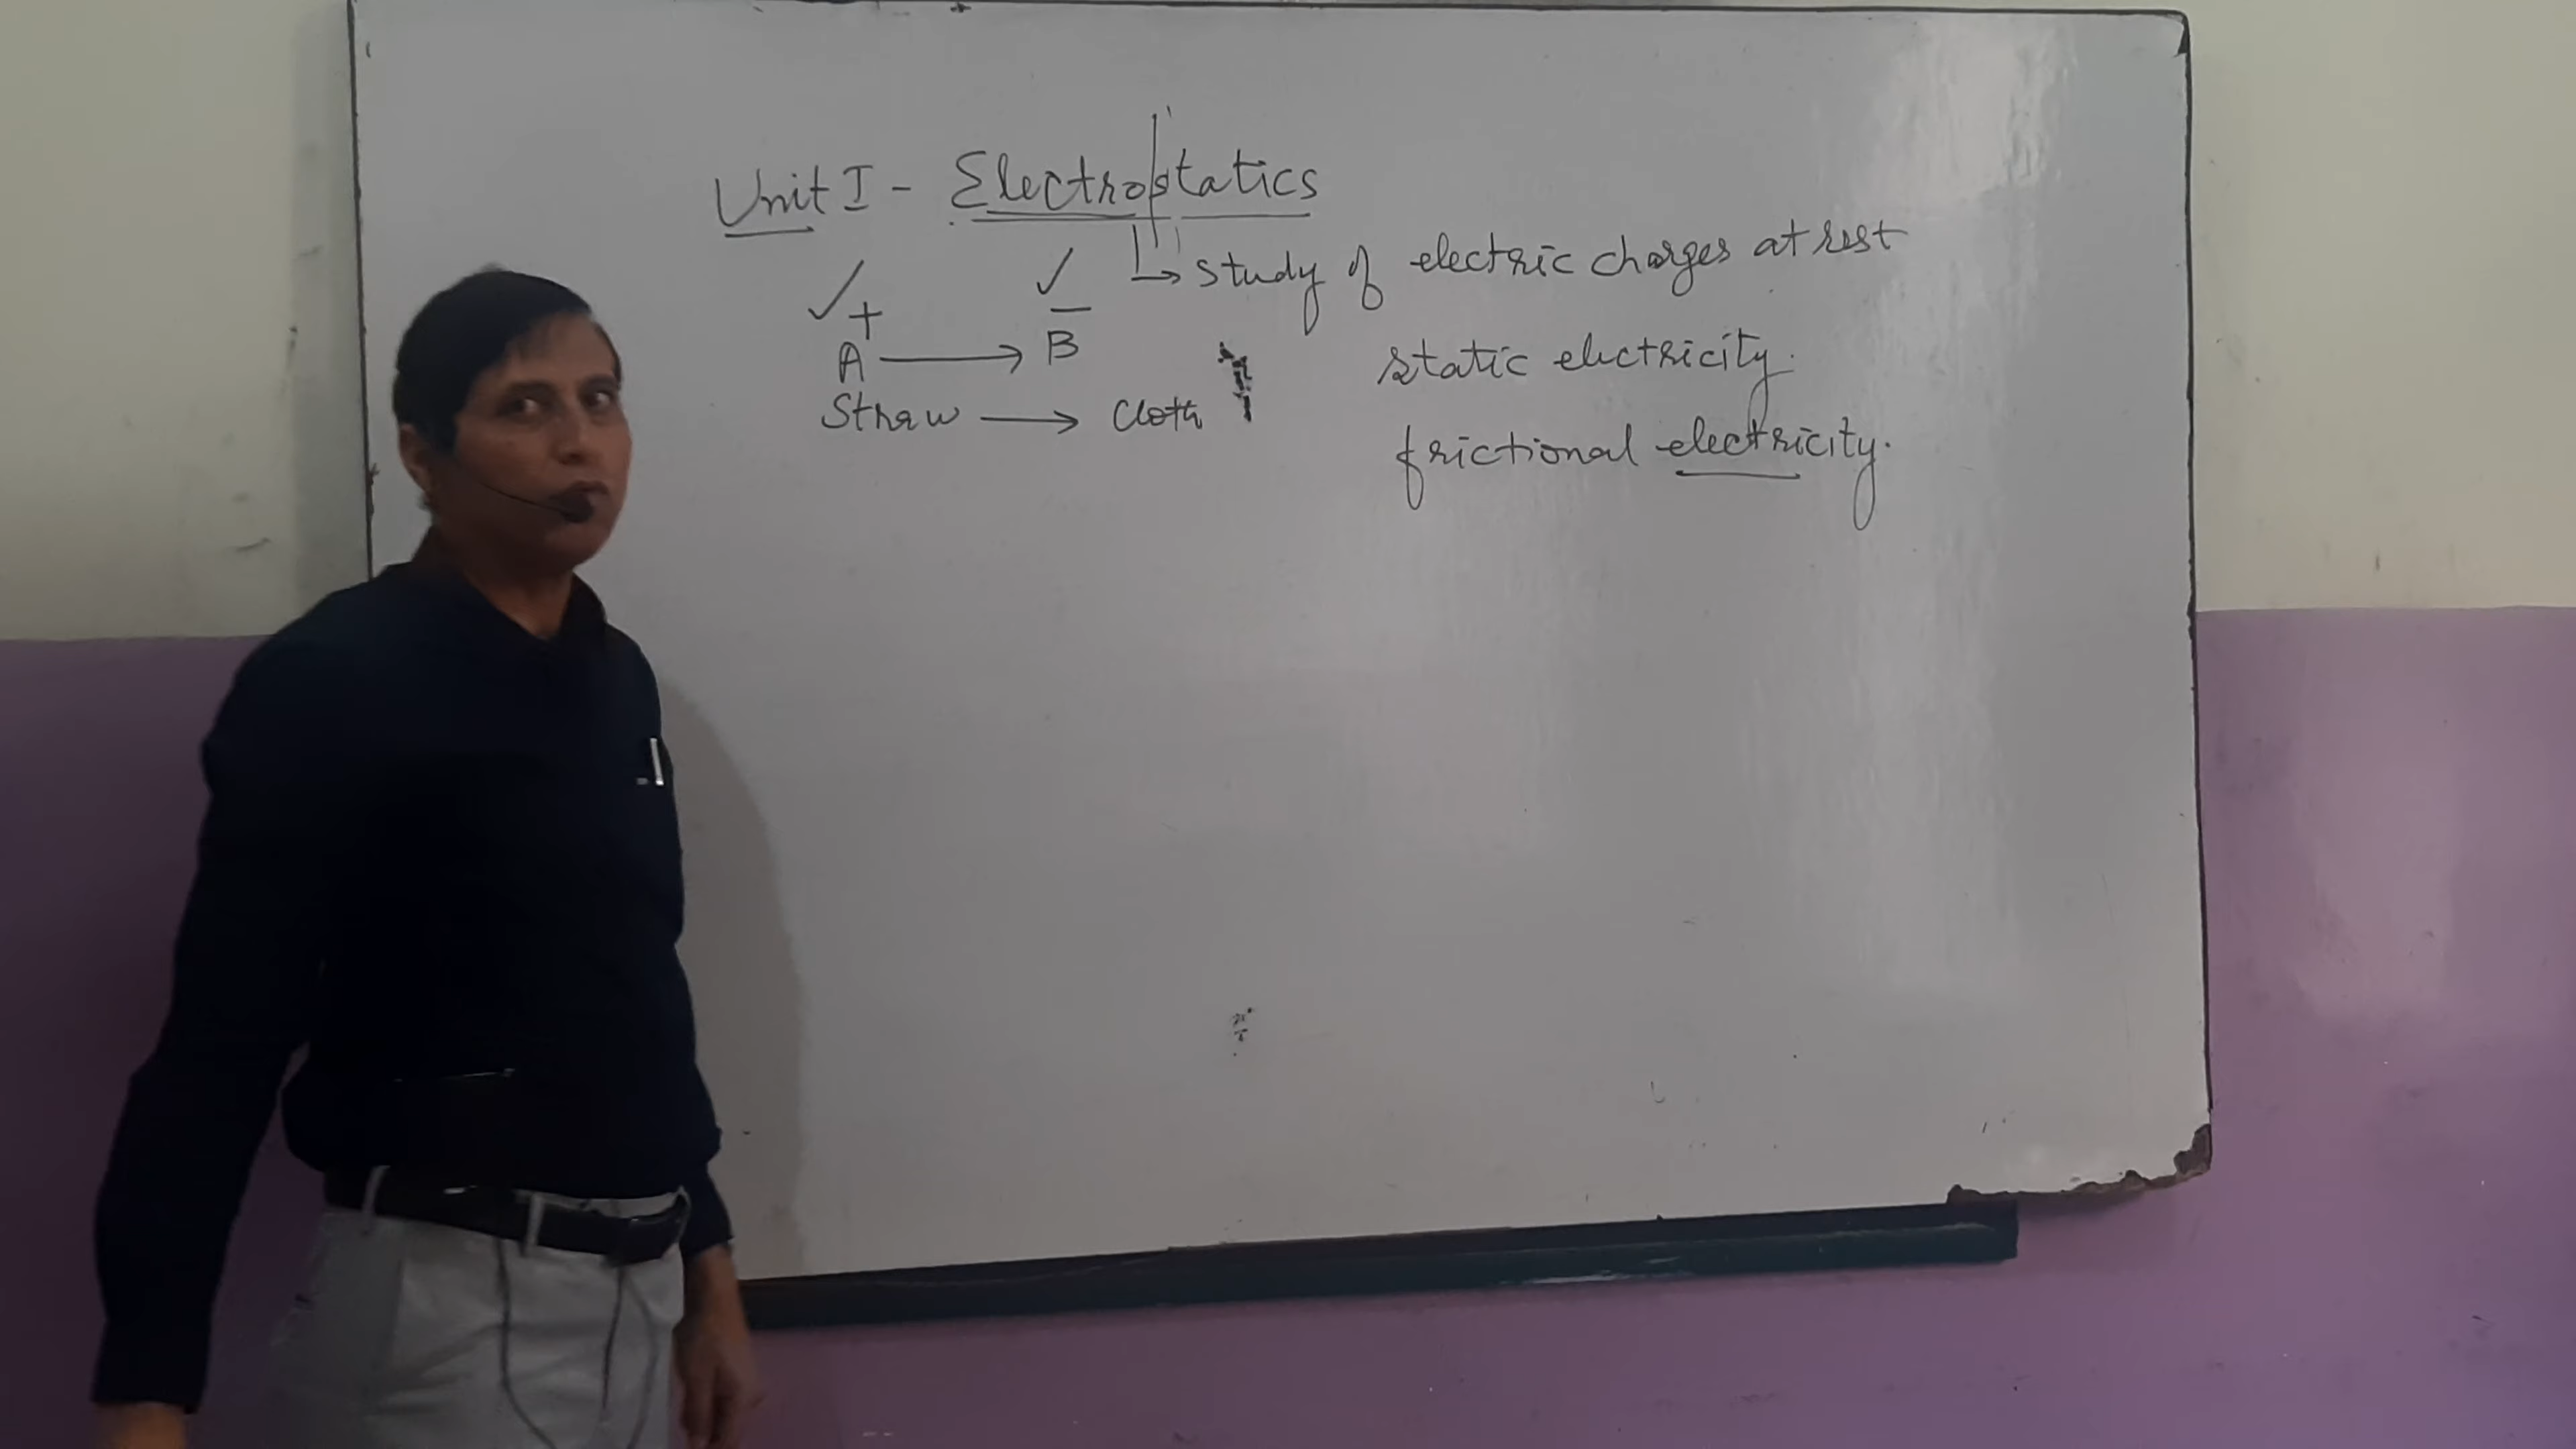 Unit I - Electrostatics
study of electric charges at rest
✓ + ✓ -
A → B
static electricity.
Straw → Cloth
frictional electricity.